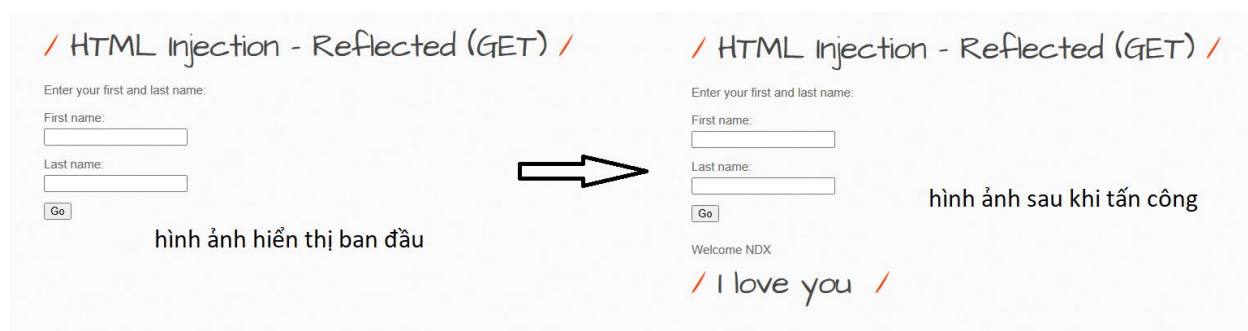 / HTML Injection - Reflected (GET) /
Enter your first and last name:
First name:
Last name:
Go
hình ảnh hiển thị ban đầu
/ HTML Injection - Reflected (GET) /
Enter your first and last name:
First name:
Last name:
Go
hình ảnh sau khi tấn công
Welcome NDX
/ I love you /